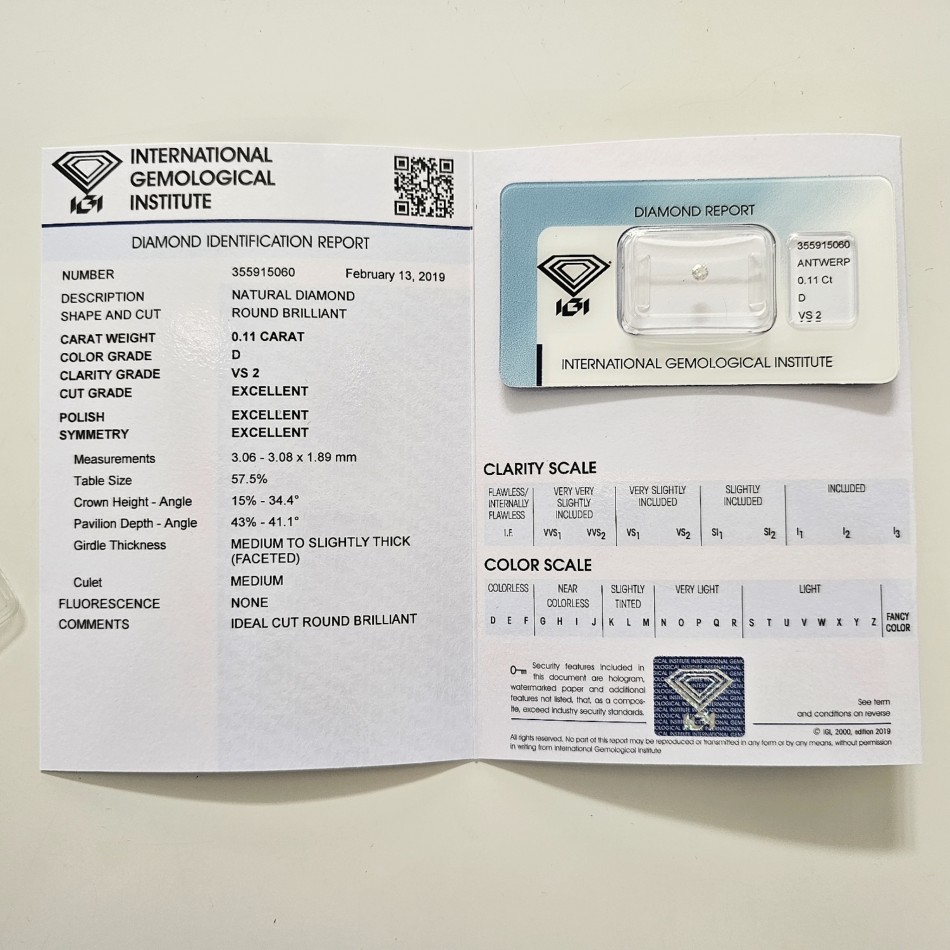 INTERNATIONAL
GEMOLOGICAL
INSTITUTE
IGI
DIAMOND IDENTIFICATION REPORT
NUMBER 355915060 February 13, 2019
DESCRIPTION NATURAL DIAMOND
SHAPE AND CUT ROUND BRILLIANT
CARAT WEIGHT 0.11 CARAT
COLOR GRADE D
CLARITY GRADE VS 2
CUT GRADE EXCELLENT
POLISH EXCELLENT
SYMMETRY EXCELLENT
Measurements 3.06 - 3.08 x 1.89 mm
Table Size 57.5%
Crown Height - Angle 15% - 34.4°
Pavilion Depth - Angle 43% - 41.1°
Girdle Thickness MEDIUM TO SLIGHTLY THICK
(FACETED)
Culet MEDIUM
FLUORESCENCE NONE
COMMENTS IDEAL CUT ROUND BRILLIANT
DIAMOND REPORT
IGI
355915060
ANTWERP
0.11 Ct
D
VS 2
INTERNATIONAL GEMOLOGICAL INSTITUTE
CLARITY SCALE
FLAWLESS/ VERY VERY VERY SLIGHTLY SLIGHTLY INCLUDED
INTERNALLY SLIGHTLY INCLUDED INCLUDED
FLAWLESS INCLUDED
I.F. VVS1 VVS2 VS1 VS2 SI1 SI2 I1 I2 I3
COLOR SCALE
COLORLESS NEAR SLIGHTLY VERY LIGHT LIGHT
COLORLESS TINTED
D E F G H I J K L M N O P Q R S T U V W X Y Z FANCY
COLOR
Security features included in
this document are hologram,
watermarked paper and additional
features not listed, that, as a compos-
ite, exceed industry security standards.
See term
and conditions on reverse
© IGI, 2000, edition 2019
All rights reserved. No part of this report may be reproduced or transmitted in any form or by any means, without permission
in writing from International Gemological Institute